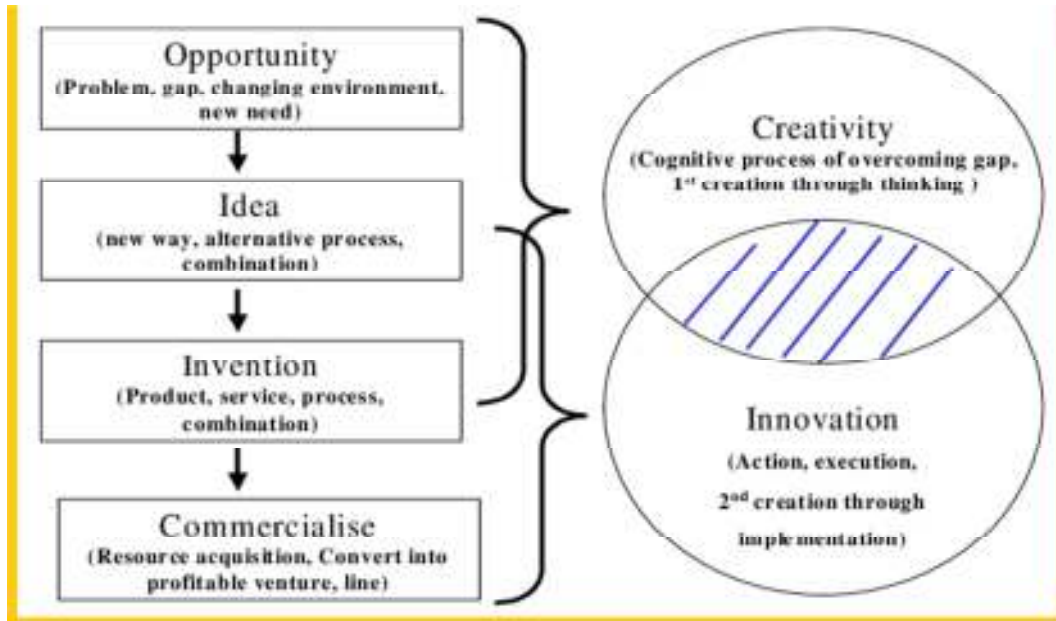 Opportunity
(Problem, gap, changing environment,
new need)
Idea
(new way, alternative process,
combination)
Invention
(Product, service, process,
combination)
Commercialise
(Resource acquisition, Convert into
profitable venture, line)
Creativity
(Cognitive process of overcoming gap,
1st creation through thinking )
Innovation
(Action, execution,
2nd creation through
implementation)